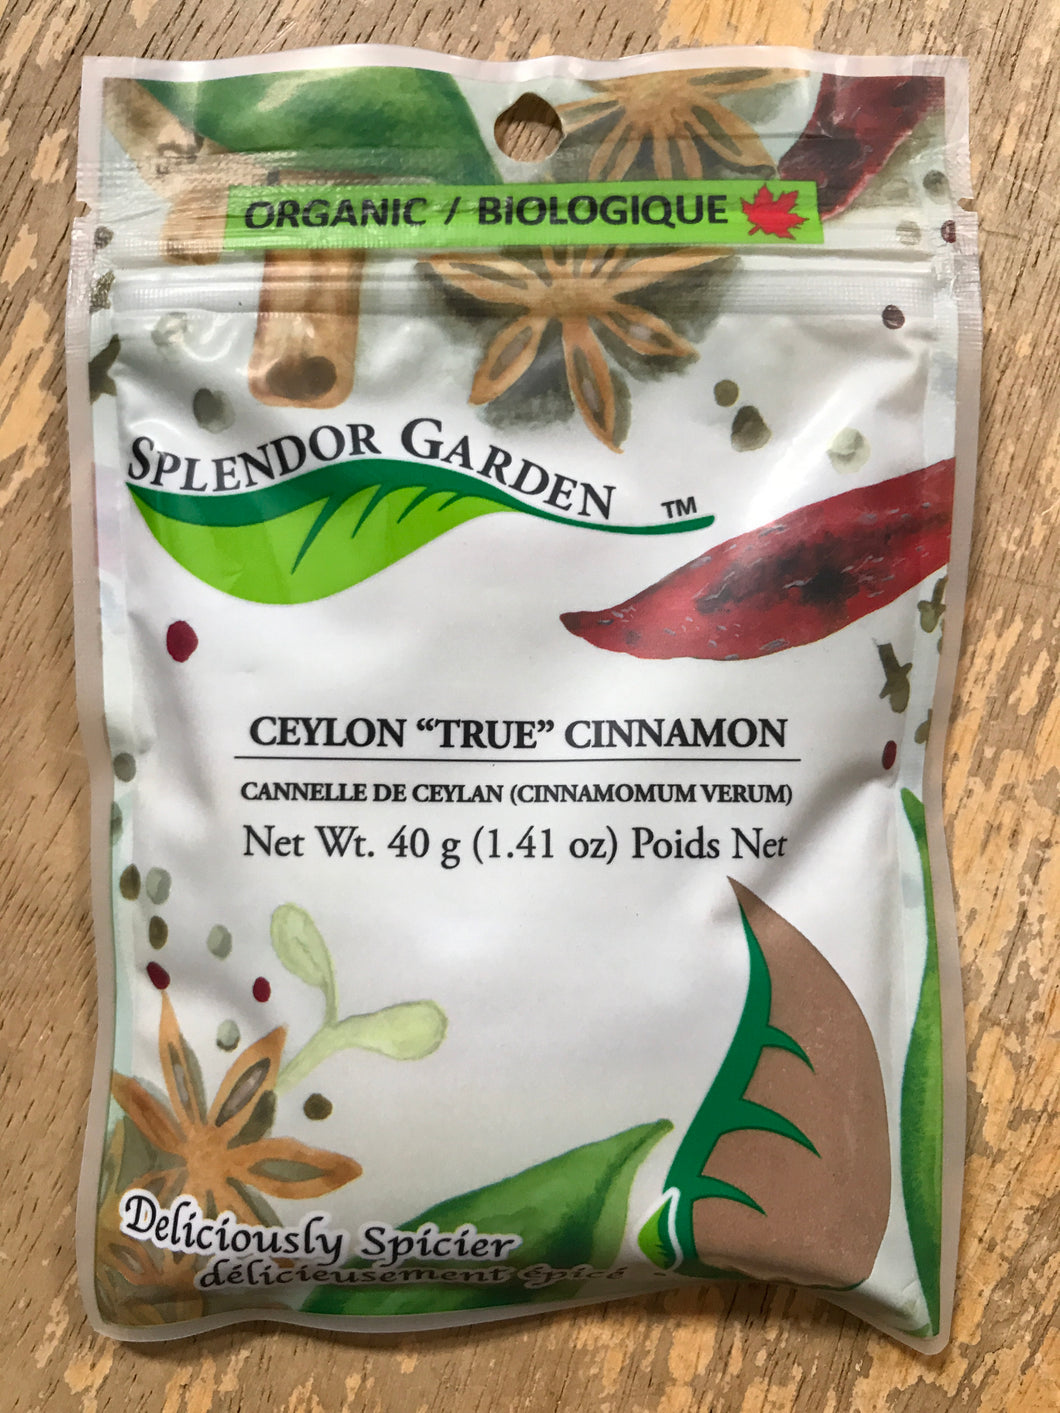 ORGANIC / BIOLOGIQUE
SPLENDOR GARDEN ™
CEYLON “TRUE” CINNAMON
CANNELLE DE CEYLAN (CINNAMOMUM VERUM)
Net Wt. 40 g (1.41 oz) Poids Net
Deliciously Spicier
délicieusement épicé